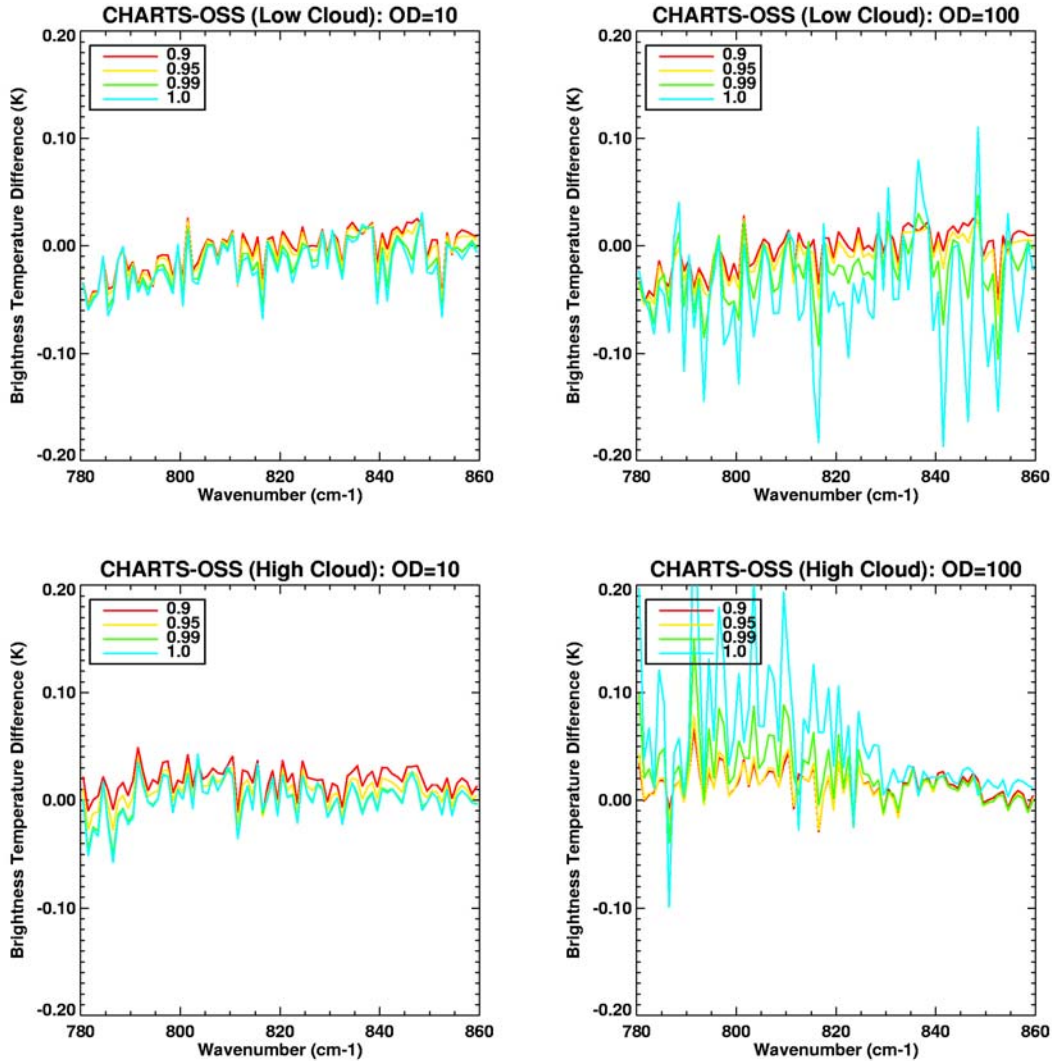 CHARTS-OSS (Low Cloud): OD=10
0.20
0.10
0.00
-0.10
-0.20
Brightness Temperature Difference (K)
0.9
0.95
0.99
1.0
780 800 820 840 860
Wavenumber (cm-1)
CHARTS-OSS (Low Cloud): OD=100
0.20
0.10
0.00
-0.10
-0.20
Brightness Temperature Difference (K)
0.9
0.95
0.99
1.0
780 800 820 840 860
Wavenumber (cm-1)
CHARTS-OSS (High Cloud): OD=10
0.20
0.10
0.00
-0.10
-0.20
Brightness Temperature Difference (K)
0.9
0.95
0.99
1.0
780 800 820 840 860
Wavenumber (cm-1)
CHARTS-OSS (High Cloud): OD=100
0.20
0.10
0.00
-0.10
-0.20
Brightness Temperature Difference (K)
0.9
0.95
0.99
1.0
780 800 820 840 860
Wavenumber (cm-1)